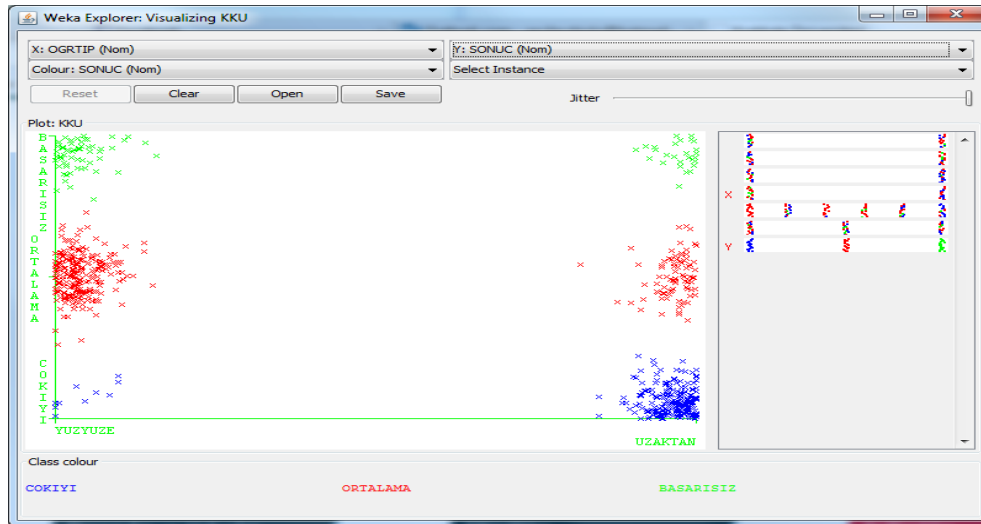 Weka Explorer: Visualizing KKU
X: OGRTIP (Nom)
Y: SONUC (Nom)
Colour: SONUC (Nom)
Select Instance
Reset
Clear
Open
Save
Jitter
Plot: KKU
BASARISIZ
ORTALAMA
COKIYI
YUZYUZE
UZAKTAN
X
Y
Class colour
COKIYI
ORTALAMA
BASARISIZ